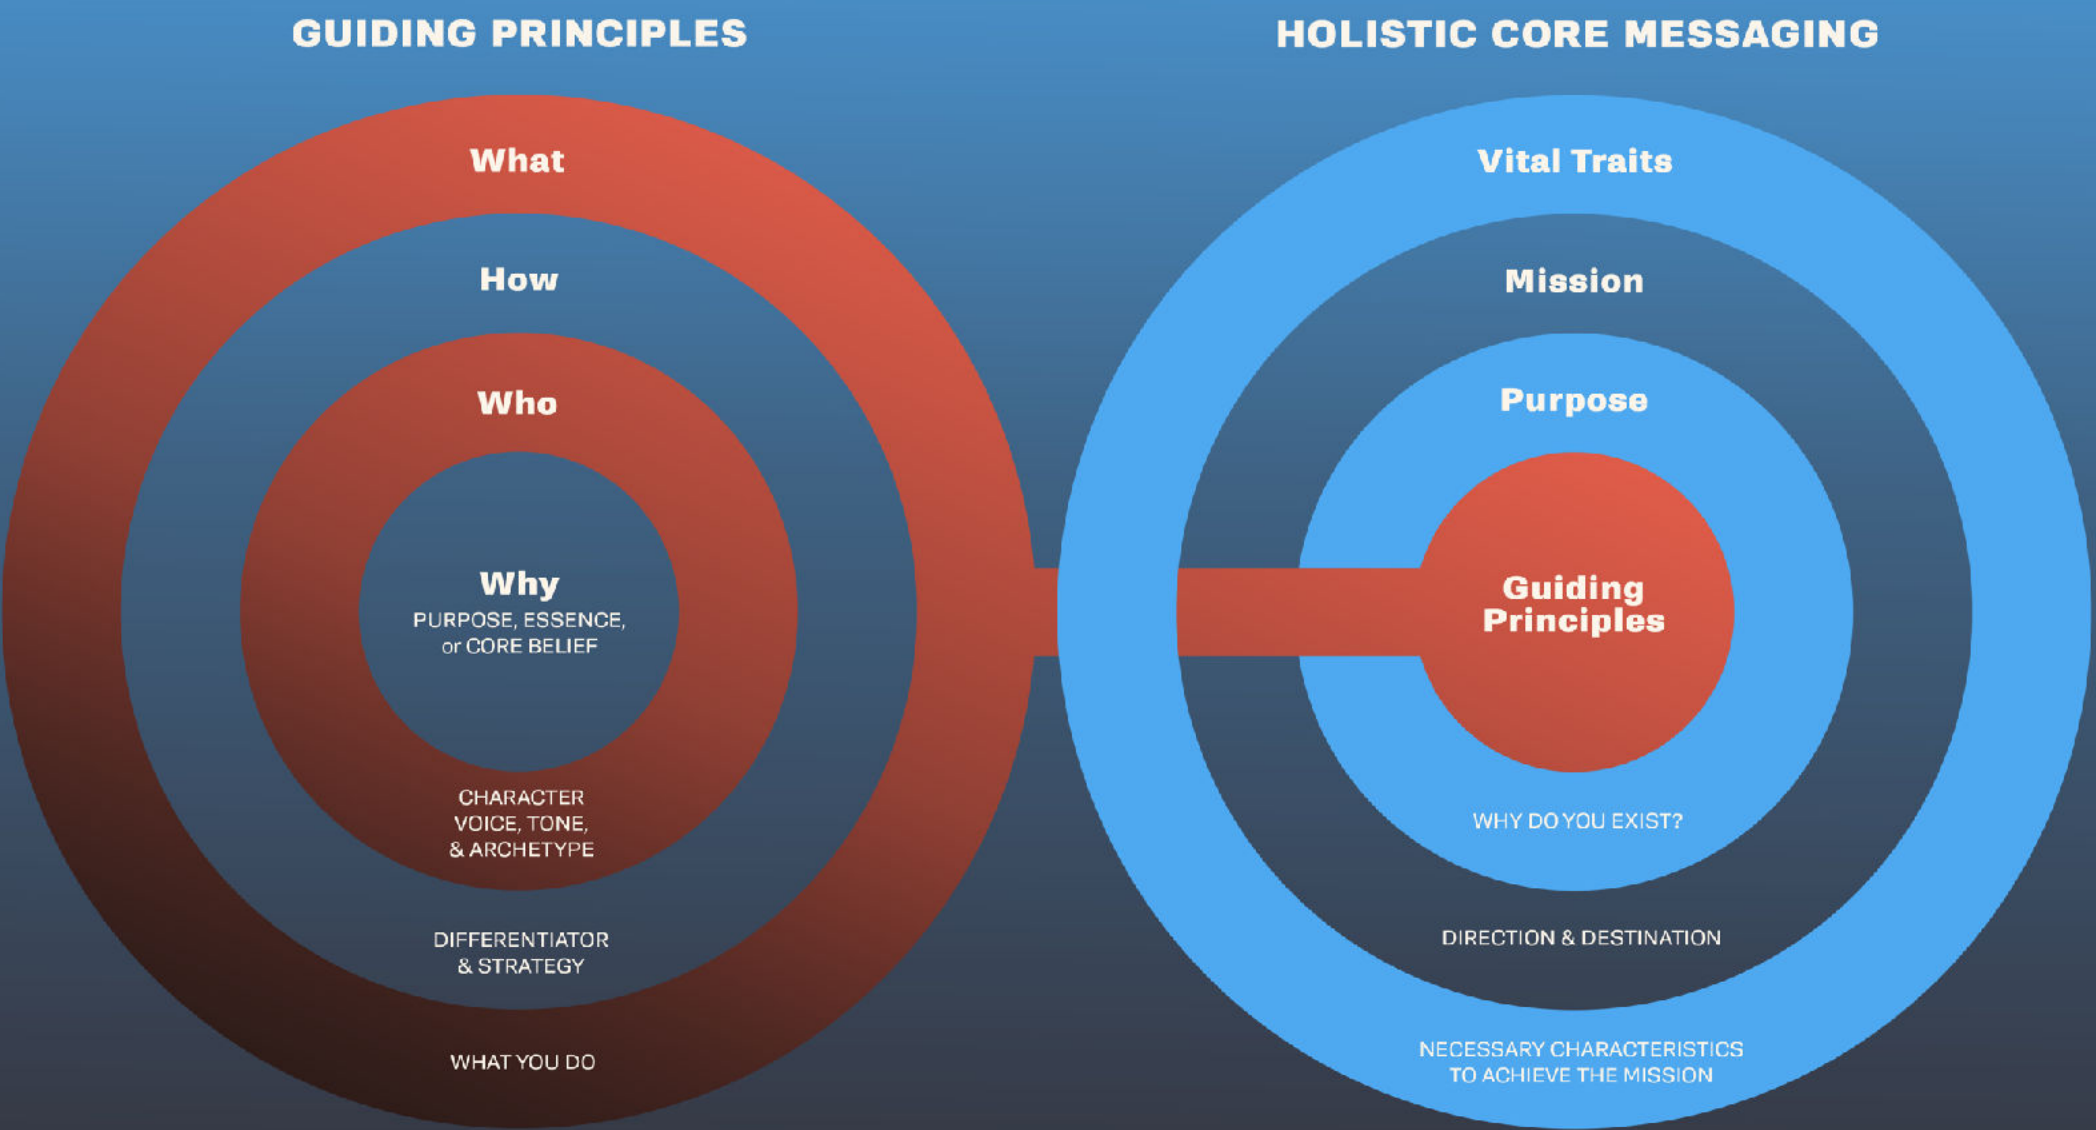 GUIDING PRINCIPLES
What
How
Who
Why
PURPOSE, ESSENCE,
or CORE BELIEF
CHARACTER
VOICE, TONE,
& ARCHETYPE
DIFFERENTIATOR
& STRATEGY
WHAT YOU DO
HOLISTIC CORE MESSAGING
Vital Traits
Mission
Purpose
Guiding
Principles
WHY DO YOU EXIST?
DIRECTION & DESTINATION
NECESSARY CHARACTERISTICS
TO ACHIEVE THE MISSION